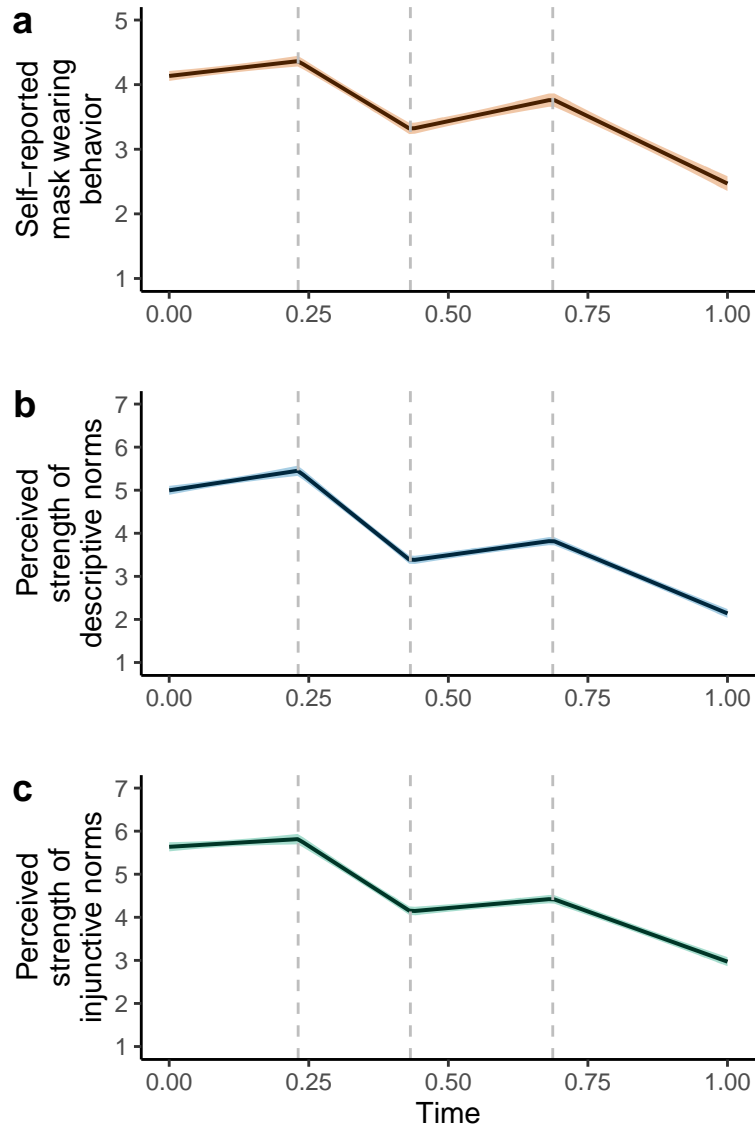 a
Self−reported
mask wearing
behavior
5
4
3
2
1
0.00 0.25 0.50 0.75 1.00
b
Perceived
strength of
descriptive norms
7
6
5
4
3
2
1
0.00 0.25 0.50 0.75 1.00
c
Perceived
strength of
injunctive norms
7
6
5
4
3
2
1
0.00 0.25 0.50 0.75 1.00
Time